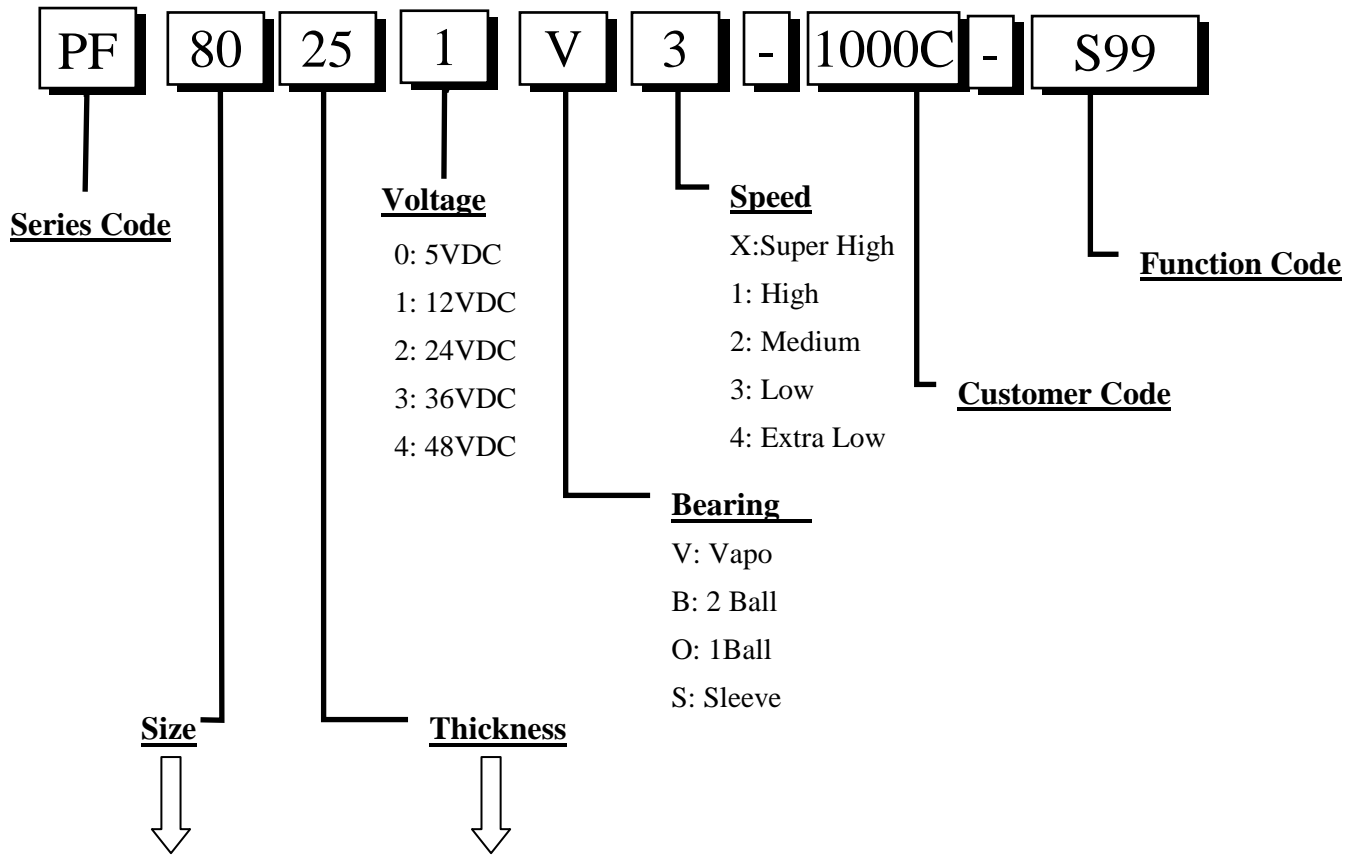 PF 80 25 1 V 3 - 1000C - S99
Series Code
Voltage
0: 5VDC
1: 12VDC
2: 24VDC
3: 36VDC
4: 48VDC
Speed
X:Super High
1: High
2: Medium
3: Low
4: Extra Low
Function Code
Customer Code
Bearing
V: Vapo
B: 2 Ball
O: 1Ball
S: Sleeve
Size
Thickness